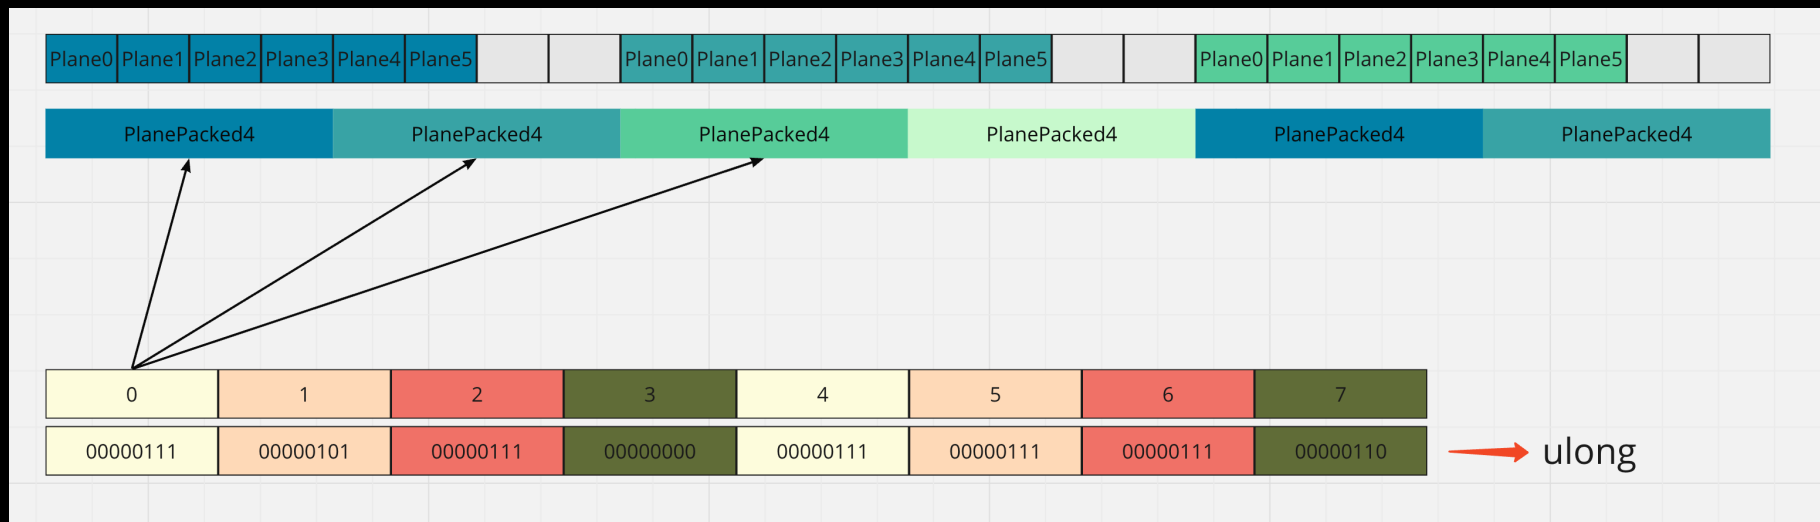 Plane0 Plane1 Plane2 Plane3 Plane4 Plane5 Plane0 Plane1 Plane2 Plane3 Plane4 Plane5 Plane0 Plane1 Plane2 Plane3 Plane4 Plane5
PlanePacked4 PlanePacked4 PlanePacked4 PlanePacked4 PlanePacked4 PlanePacked4
0 1 2 3 4 5 6 7
00000111 00000101 00000111 00000000 00000111 00000111 00000111 00000110 ulong